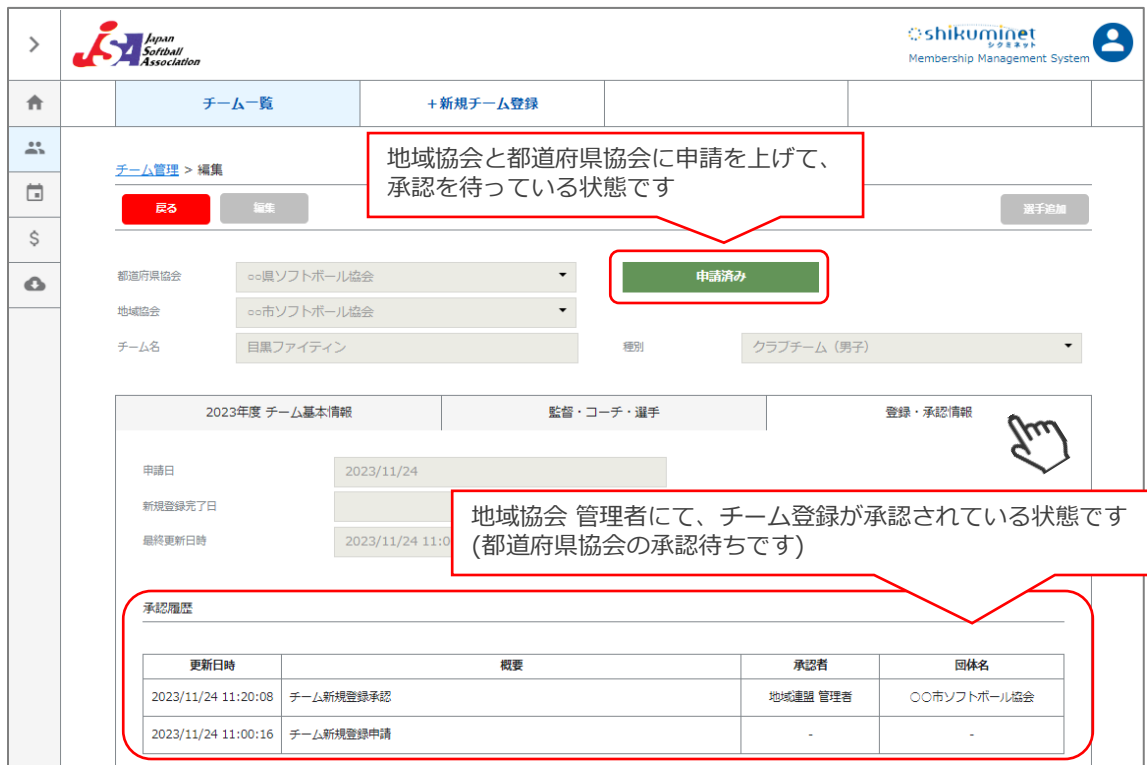 Japan
Softball
Association
shikuminet
シクミネット
Membership Management System
チーム一覧
+新規チーム登録
地域協会と都道府県協会に申請を上げて、
承認を待っている状態です
チーム管理 > 編集
戻る
編集
選手追加
都道府県協会
○○県ソフトボール協会
申請済み
地域協会
○○市ソフトボール協会
チーム名
目黒ファイティン
種別
クラブチーム（男子）
2023年度 チーム基本情報
監督・コーチ・選手
登録・承認情報
申請日
2023/11/24
新規登録完了日
地域協会 管理者にて、チーム登録が承認されている状態です
(都道府県協会の承認待ちです)
最終更新日時
2023/11/24 11:0
承認履歴
更新日時 概要 承認者 団体名
2023/11/24 11:20:08 チーム新規登録承認 地域連盟 管理者 〇〇市ソフトボール協会
2023/11/24 11:00:16 チーム新規登録申請 - -